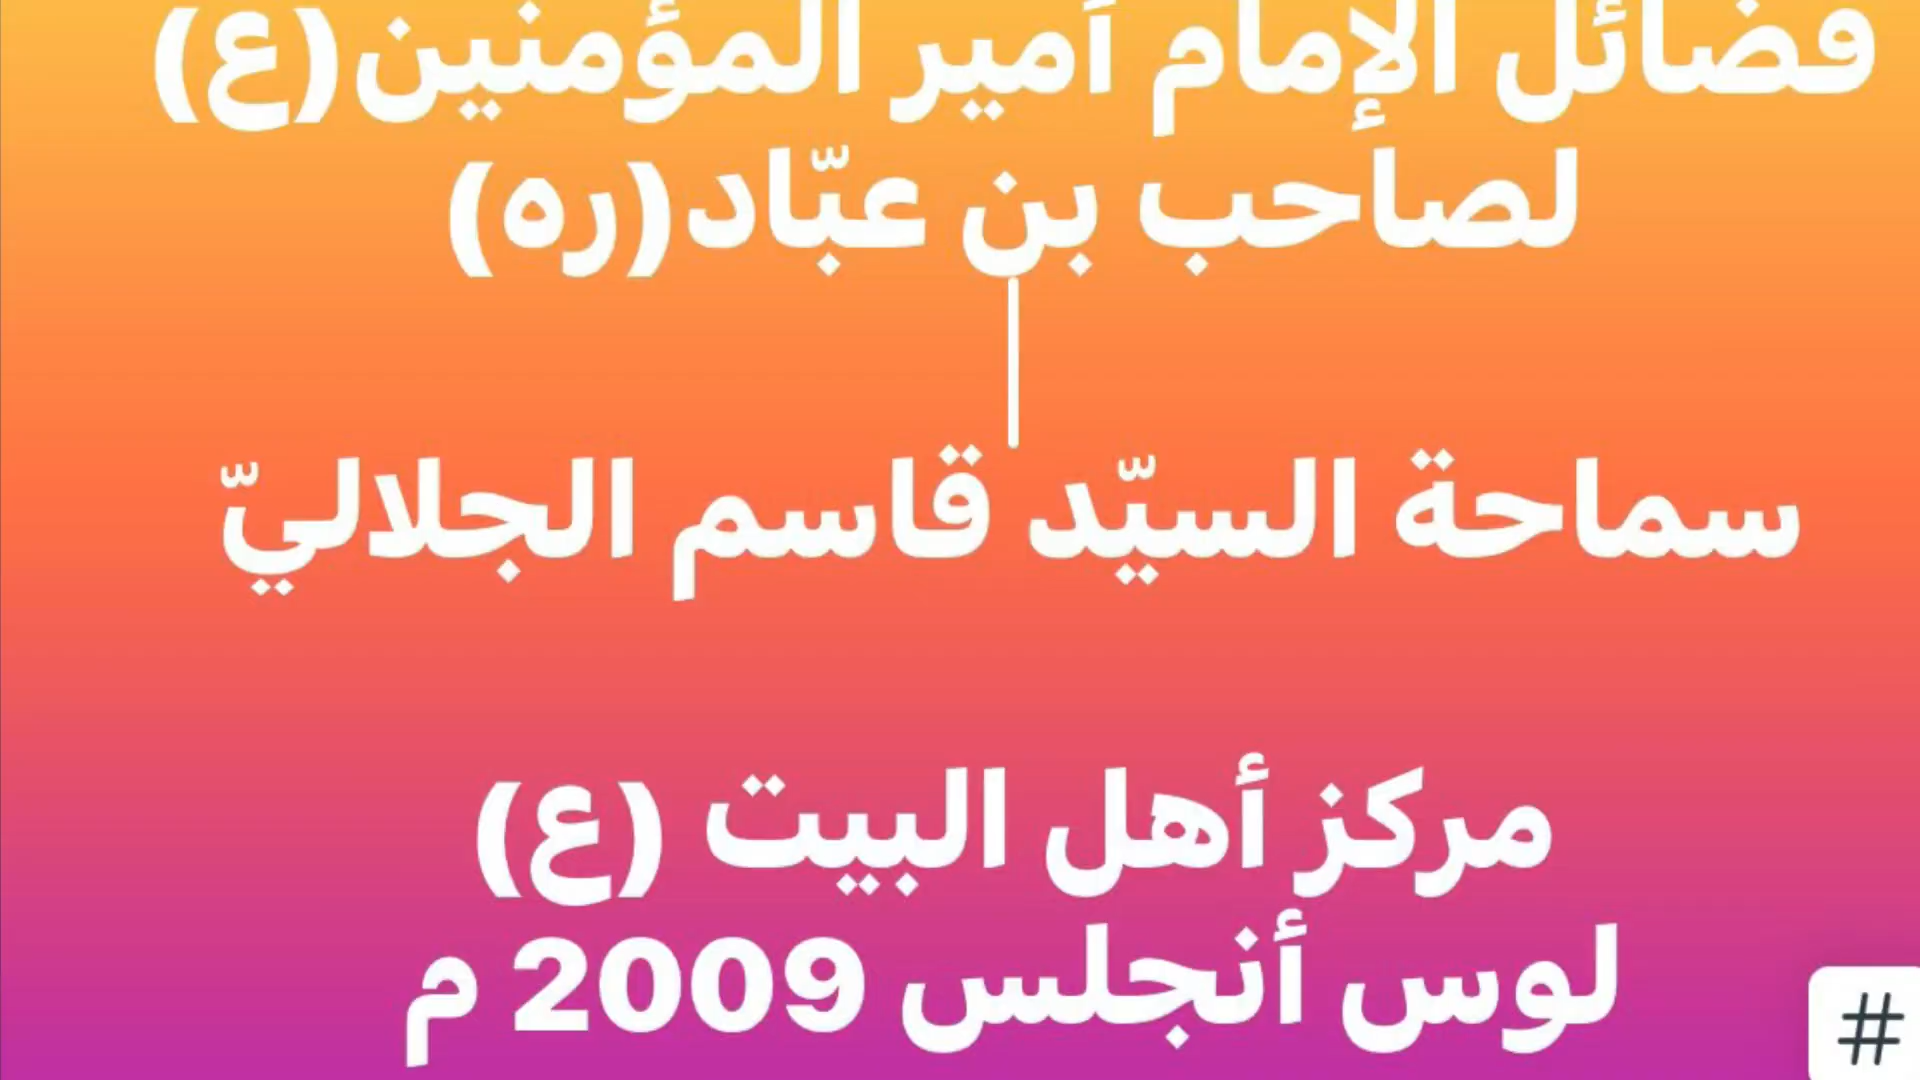 فضائل الإمام أمير المؤمنين(ع)
لصاحب بن عبّاد(ره)
سماحة السيّد قاسم الجلاليّ
مركز أهل البيت (ع)
لوس أنجلس 2009 م
#